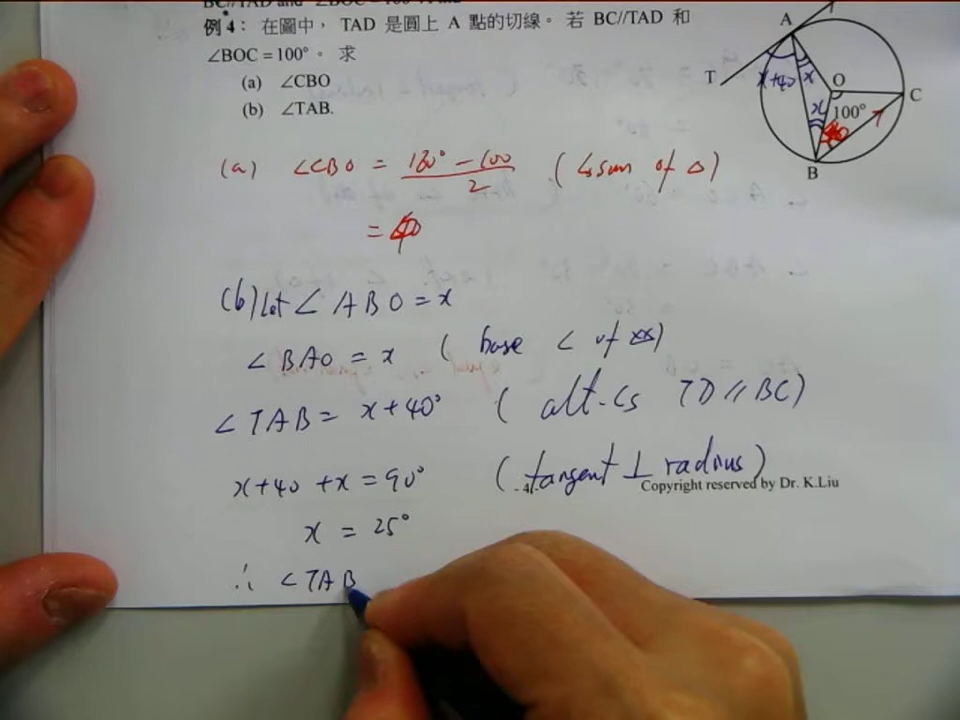 例 4： 在圖中， TAD 是圓上 A 點的切線。 若 BC//TAD 和
∠BOC = 100°。 求
(a) ∠CBO
(b) ∠TAB.
A
T
O
C
100°
B
x+40
x
x
(a) ∠CBO = (180° - 100)/2 (∠sum of △)
= 40
(b) Let ∠ABO = x
∠BAO = x ( base ∠ of )
∠TAB = x + 40° ( alt.∠s TD // BC)
x+40 +x = 90° ( tangent ⊥ radius)
- 4 - Copyright reserved by Dr. K.Liu
x = 25°
∴ ∠TAB